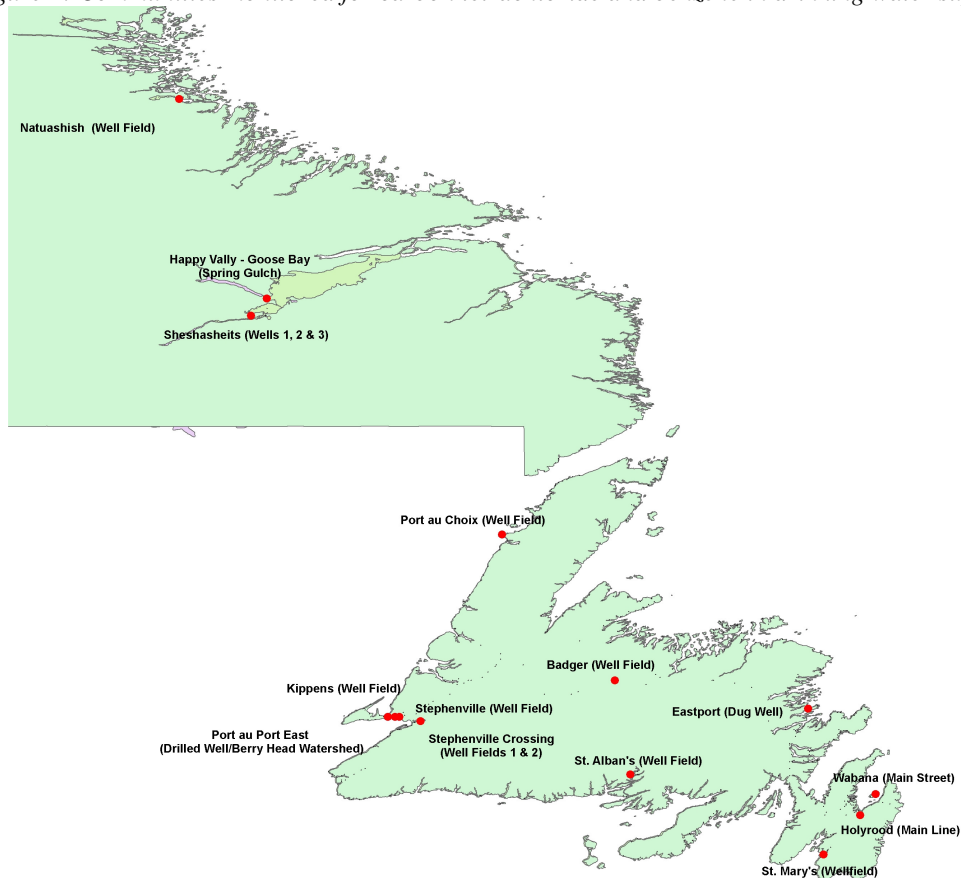 Natuashish (Well Field)
Happy Vally - Goose Bay
(Spring Gulch)
Sheshasheits (Wells 1, 2 & 3)
Port au Choix (Well Field)
Badger (Well Field)
Kippens (Well Field)
Stephenville (Well Field)
Eastport (Dug Well)
Port au Port East
(Drilled Well/Berry Head Watershed)
Stephenville Crossing
(Well Fields 1 & 2)
St. Alban's (Well Field)
Wabana (Main Street)
Holyrood (Main Line)
St. Mary's (Wellfield)